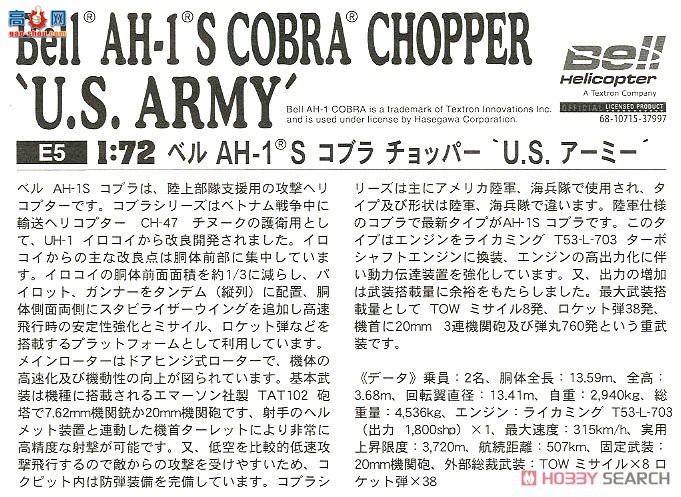 高达网
Bell® AH-1® S COBRA® CHOPPER
`U.S. ARMY´
Bell AH-1 COBRA is a trademark of Textron Innovations Inc.
and is used under license by Hasegawa Corporation.
Bell
Helicopter
A Textron Company
OFFICIAL LICENSED PRODUCT
68-10715-37997
E5 1:72 ベル AH-1® S コブラ チョッパー `U.S. アーミー´
ベル AH-1S コブラは、陸上部隊支援用の攻撃ヘリ
コプターです。コブラシリーズはベトナム戦争中に
輸送ヘリコプター CH-47 チヌークの護衛用とし
て、UH-1 イロコイから改良開発されました。イロ
コイからの主な改良点は胴体前部に集中していま
す。イロコイの胴体前面面積を約1/3に減らし、パ
イロット、ガンナーをタンデム（縦列）に配置、胴
体側面両側にスタビライザーウイングを追加し高速
飛行時の安定性強化とミサイル、ロケット弾などを
搭載するプラットフォームとして利用しています。
メインローターはドアヒンジ式ローターで、機体の
高速化及び機動性の向上が図られています。基本武
装は機種に搭載されるエマーソン社製 TAT102 砲
塔で7.62mm機関銃か20mm機関砲です、射手のヘル
メット装置と連動した機首ターレットにより非常に
高精度な射撃が可能です。又、低空を比較的低速攻
撃飛行するので敵からの攻撃を受けやすいため、コ
クピット内は防弾装備を完備しています。コブラシ
リーズは主にアメリカ陸軍、海兵隊で使用され、タ
イプ及び形状は陸軍、海兵隊で違います。陸軍仕様
のコブラで最新タイプがAH-1S コブラです。このタ
イプはエンジンをライカミング T53-L-703 ターボ
シャフトエンジンに換装、エンジンの高出力化に伴
い動力伝達装置を強化しています。又、出力の増加
は武装搭載量に余裕をもたらしました。最大武装搭
載量として TOW ミサイル8発、ロケット弾38発、
機首に20mm 3連機関砲及び弾丸760発という重武
装です。
《データ》乗員：2名、胴体全長：13.59m、全高：
3.68m、回転翼直径：13.41m、自重：2,940kg、総
重量：4,536kg、エンジン：ライカミング T53-L-703
（出力 1,800shp）×1、最大速度：315km/h、実用
上昇限度：3,720m、航続距離：507km、固定武装：
20mm機関砲、外部総裁武装：TOW ミサイル×8 ロ
ケット弾×38
HOBBY SEARCH